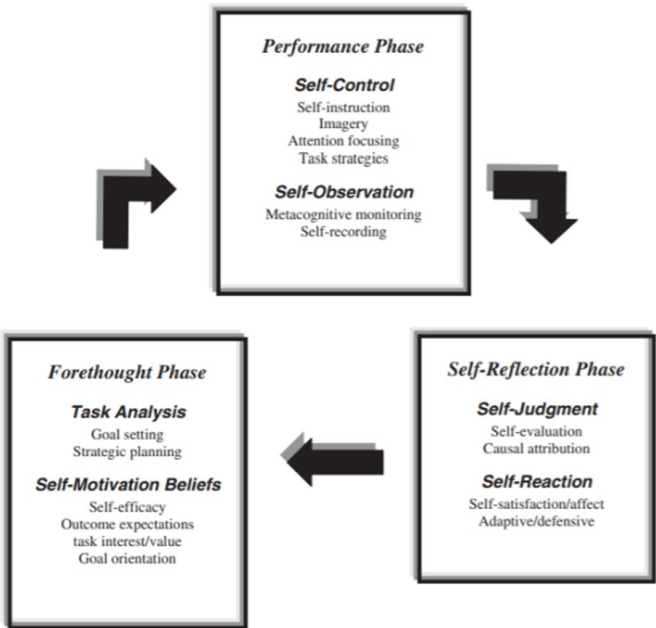 Performance Phase
Self-Control
Self-instruction
Imagery
Attention focusing
Task strategies
Self-Observation
Metacognitive monitoring
Self-recording
Forethought Phase
Task Analysis
Goal setting
Strategic planning
Self-Motivation Beliefs
Self-efficacy
Outcome expectations
task interest/value
Goal orientation
Self-Reflection Phase
Self-Judgment
Self-evaluation
Causal attribution
Self-Reaction
Self-satisfaction/affect
Adaptive/defensive